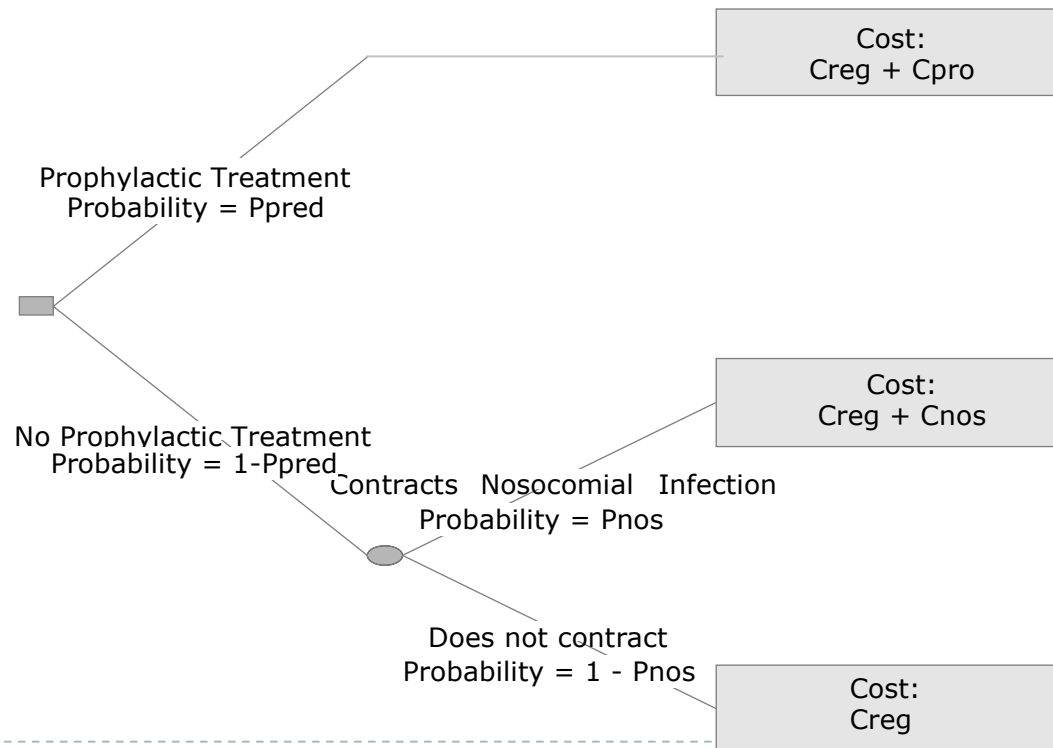 Cost:
Creg + Cpro
Prophylactic Treatment
Probability = Ppred
Cost:
Creg + Cnos
No Prophylactic Treatment
Probability = 1-Ppred
Contracts Nosocomial Infection
Probability = Pnos
Does not contract
Probability = 1 - Pnos
Cost:
Creg